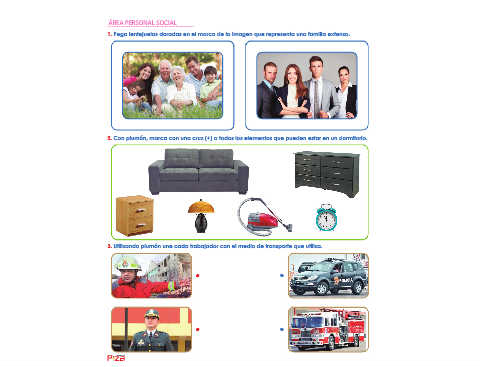 ÁREA PERSONAL SOCIAL
1. Pega lentejuelas doradas en el marco de la imagen que representa una familia extensa.
2. Con plumón, marca con una cruz (+) a todos los elementos que pueden estar en un dormitorio.
3. Utilizando plumón une cada trabajador con el medio de transporte que utiliza.